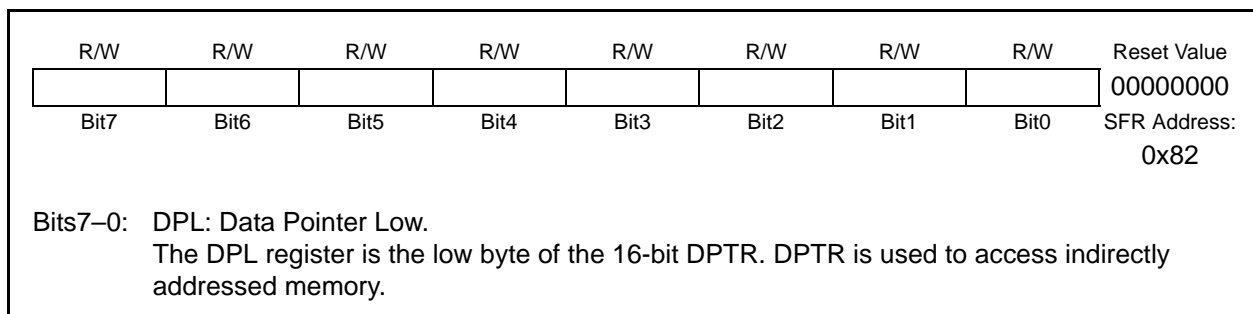 R/W R/W R/W R/W R/W R/W R/W R/W Reset Value
00000000
Bit7 Bit6 Bit5 Bit4 Bit3 Bit2 Bit1 Bit0 SFR Address:
0x82
Bits7–0: DPL: Data Pointer Low.
The DPL register is the low byte of the 16-bit DPTR. DPTR is used to access indirectly
addressed memory.